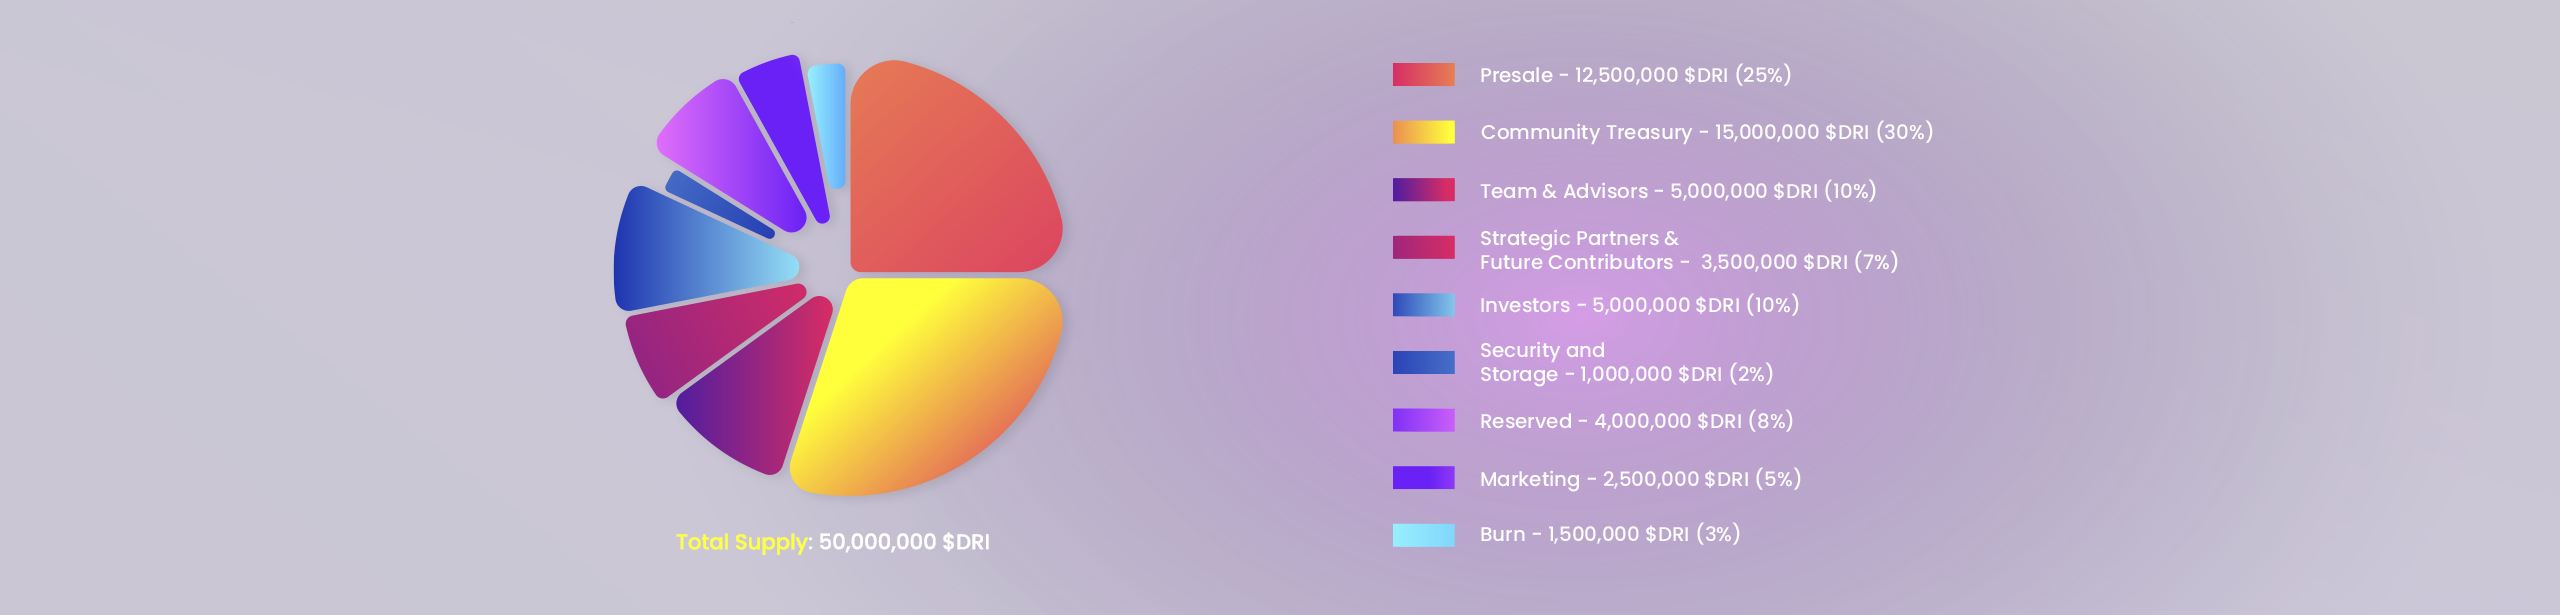 Presale - 12,500,000 $DRI (25%)
Community Treasury - 15,000,000 $DRI (30%)
Team & Advisors - 5,000,000 $DRI (10%)
Strategic Partners &
Future Contributors - 3,500,000 $DRI (7%)
Investors - 5,000,000 $DRI (10%)
Security and
Storage - 1,000,000 $DRI (2%)
Reserved - 4,000,000 $DRI (8%)
Marketing - 2,500,000 $DRI (5%)
Burn - 1,500,000 $DRI (3%)
Total Supply: 50,000,000 $DRI